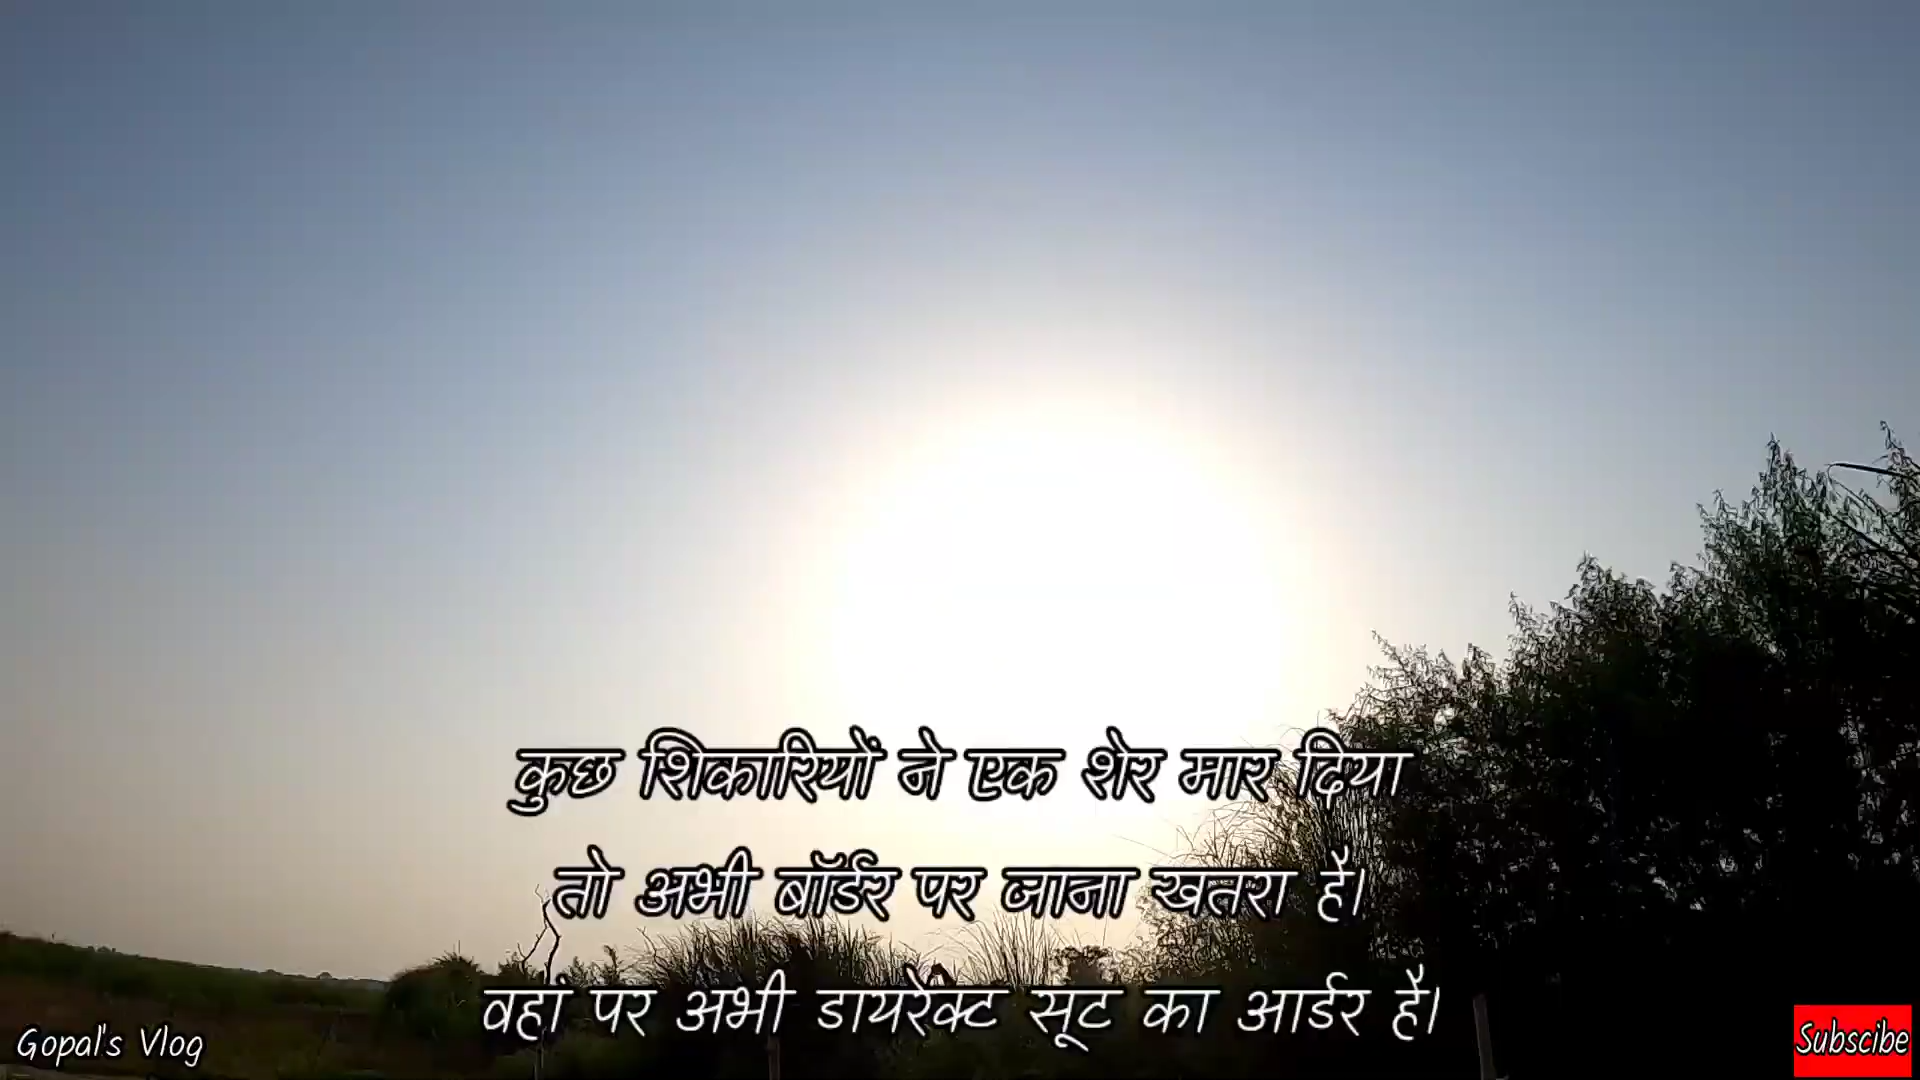 कुछ शिकारियों ने एक शेर मार दिया
तो अभी बॉर्डर पर जाना खतरा है।
वहां पर अभी डायरेक्ट सूट का आर्डर है।
Gopal's Vlog
Subscibe